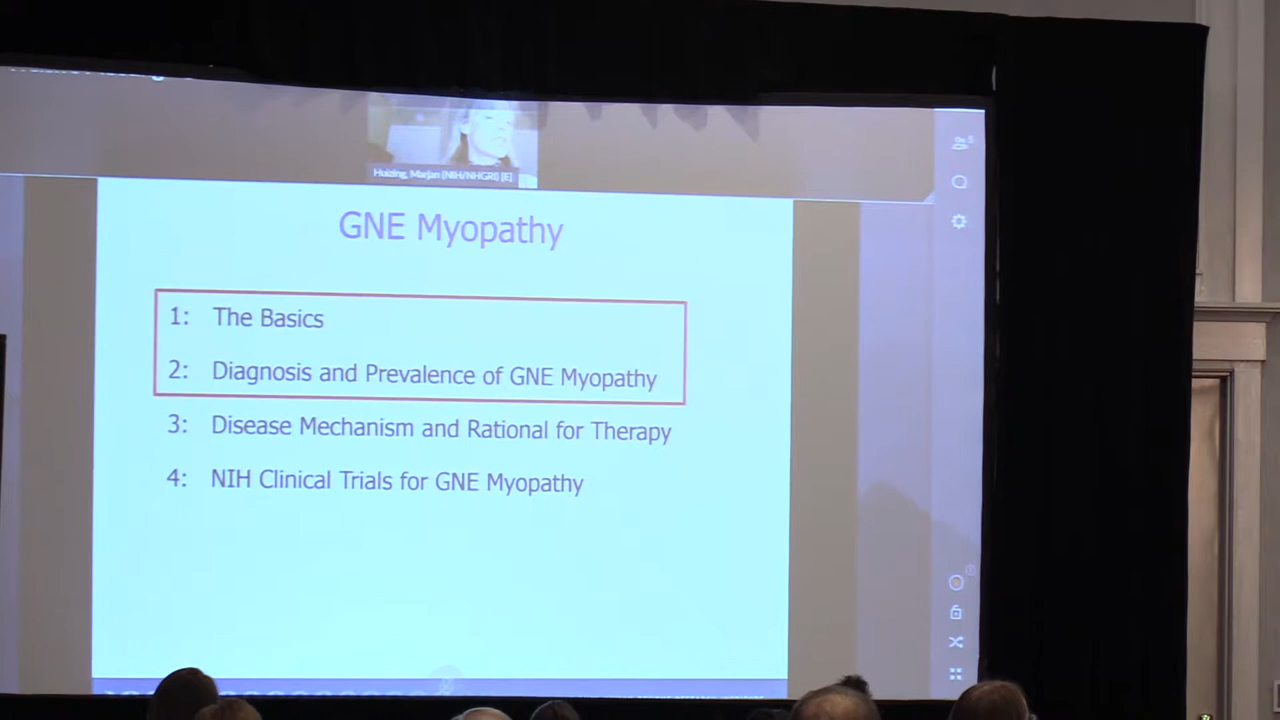 Huizing, Marjan (NIH/NHGRI) [E]
GNE Myopathy
1: The Basics
2: Diagnosis and Prevalence of GNE Myopathy
3: Disease Mechanism and Rational for Therapy
4: NIH Clinical Trials for GNE Myopathy